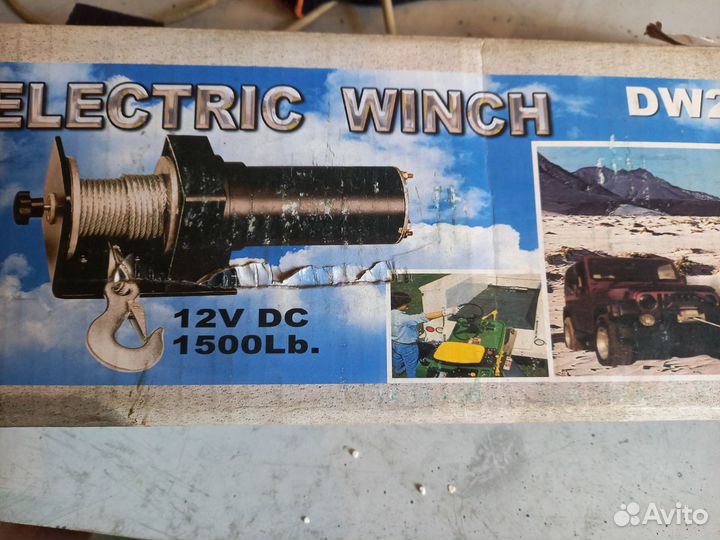 ELECTRIC WINCH
DW2
12V DC
1500Lb.
Avito